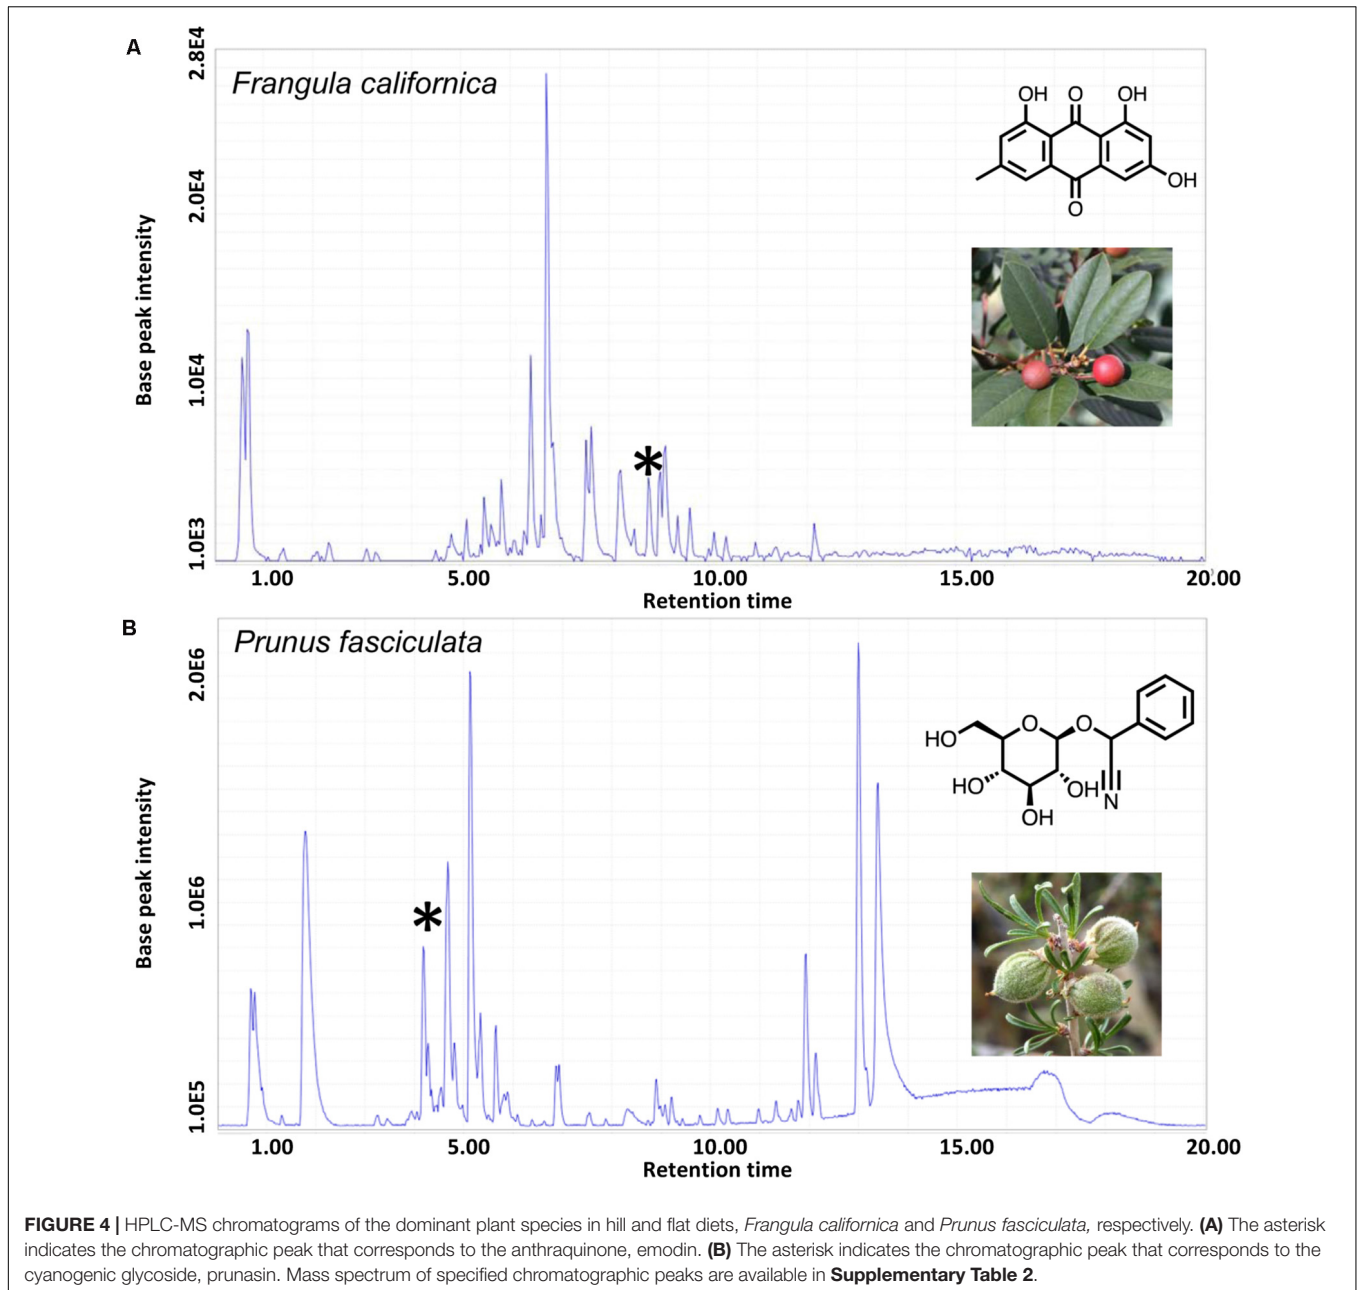 A
Frangula californica
2.8E4
2.0E4
1.0E4
1.0E3
Base peak intensity
OH O OH
OH
O
1.00 5.00 10.00 15.00 20.00
Retention time
*
B
Prunus fasciculata
2.0E6
1.0E6
1.0E5
Base peak intensity
HO O O
HO OH N
OH
1.00 5.00 10.00 15.00 20.00
Retention time
*
FIGURE 4 | HPLC-MS chromatograms of the dominant plant species in hill and flat diets, Frangula californica and Prunus fasciculata, respectively. (A) The asterisk
indicates the chromatographic peak that corresponds to the anthraquinone, emodin. (B) The asterisk indicates the chromatographic peak that corresponds to the
cyanogenic glycoside, prunasin. Mass spectrum of specified chromatographic peaks are available in Supplementary Table 2.